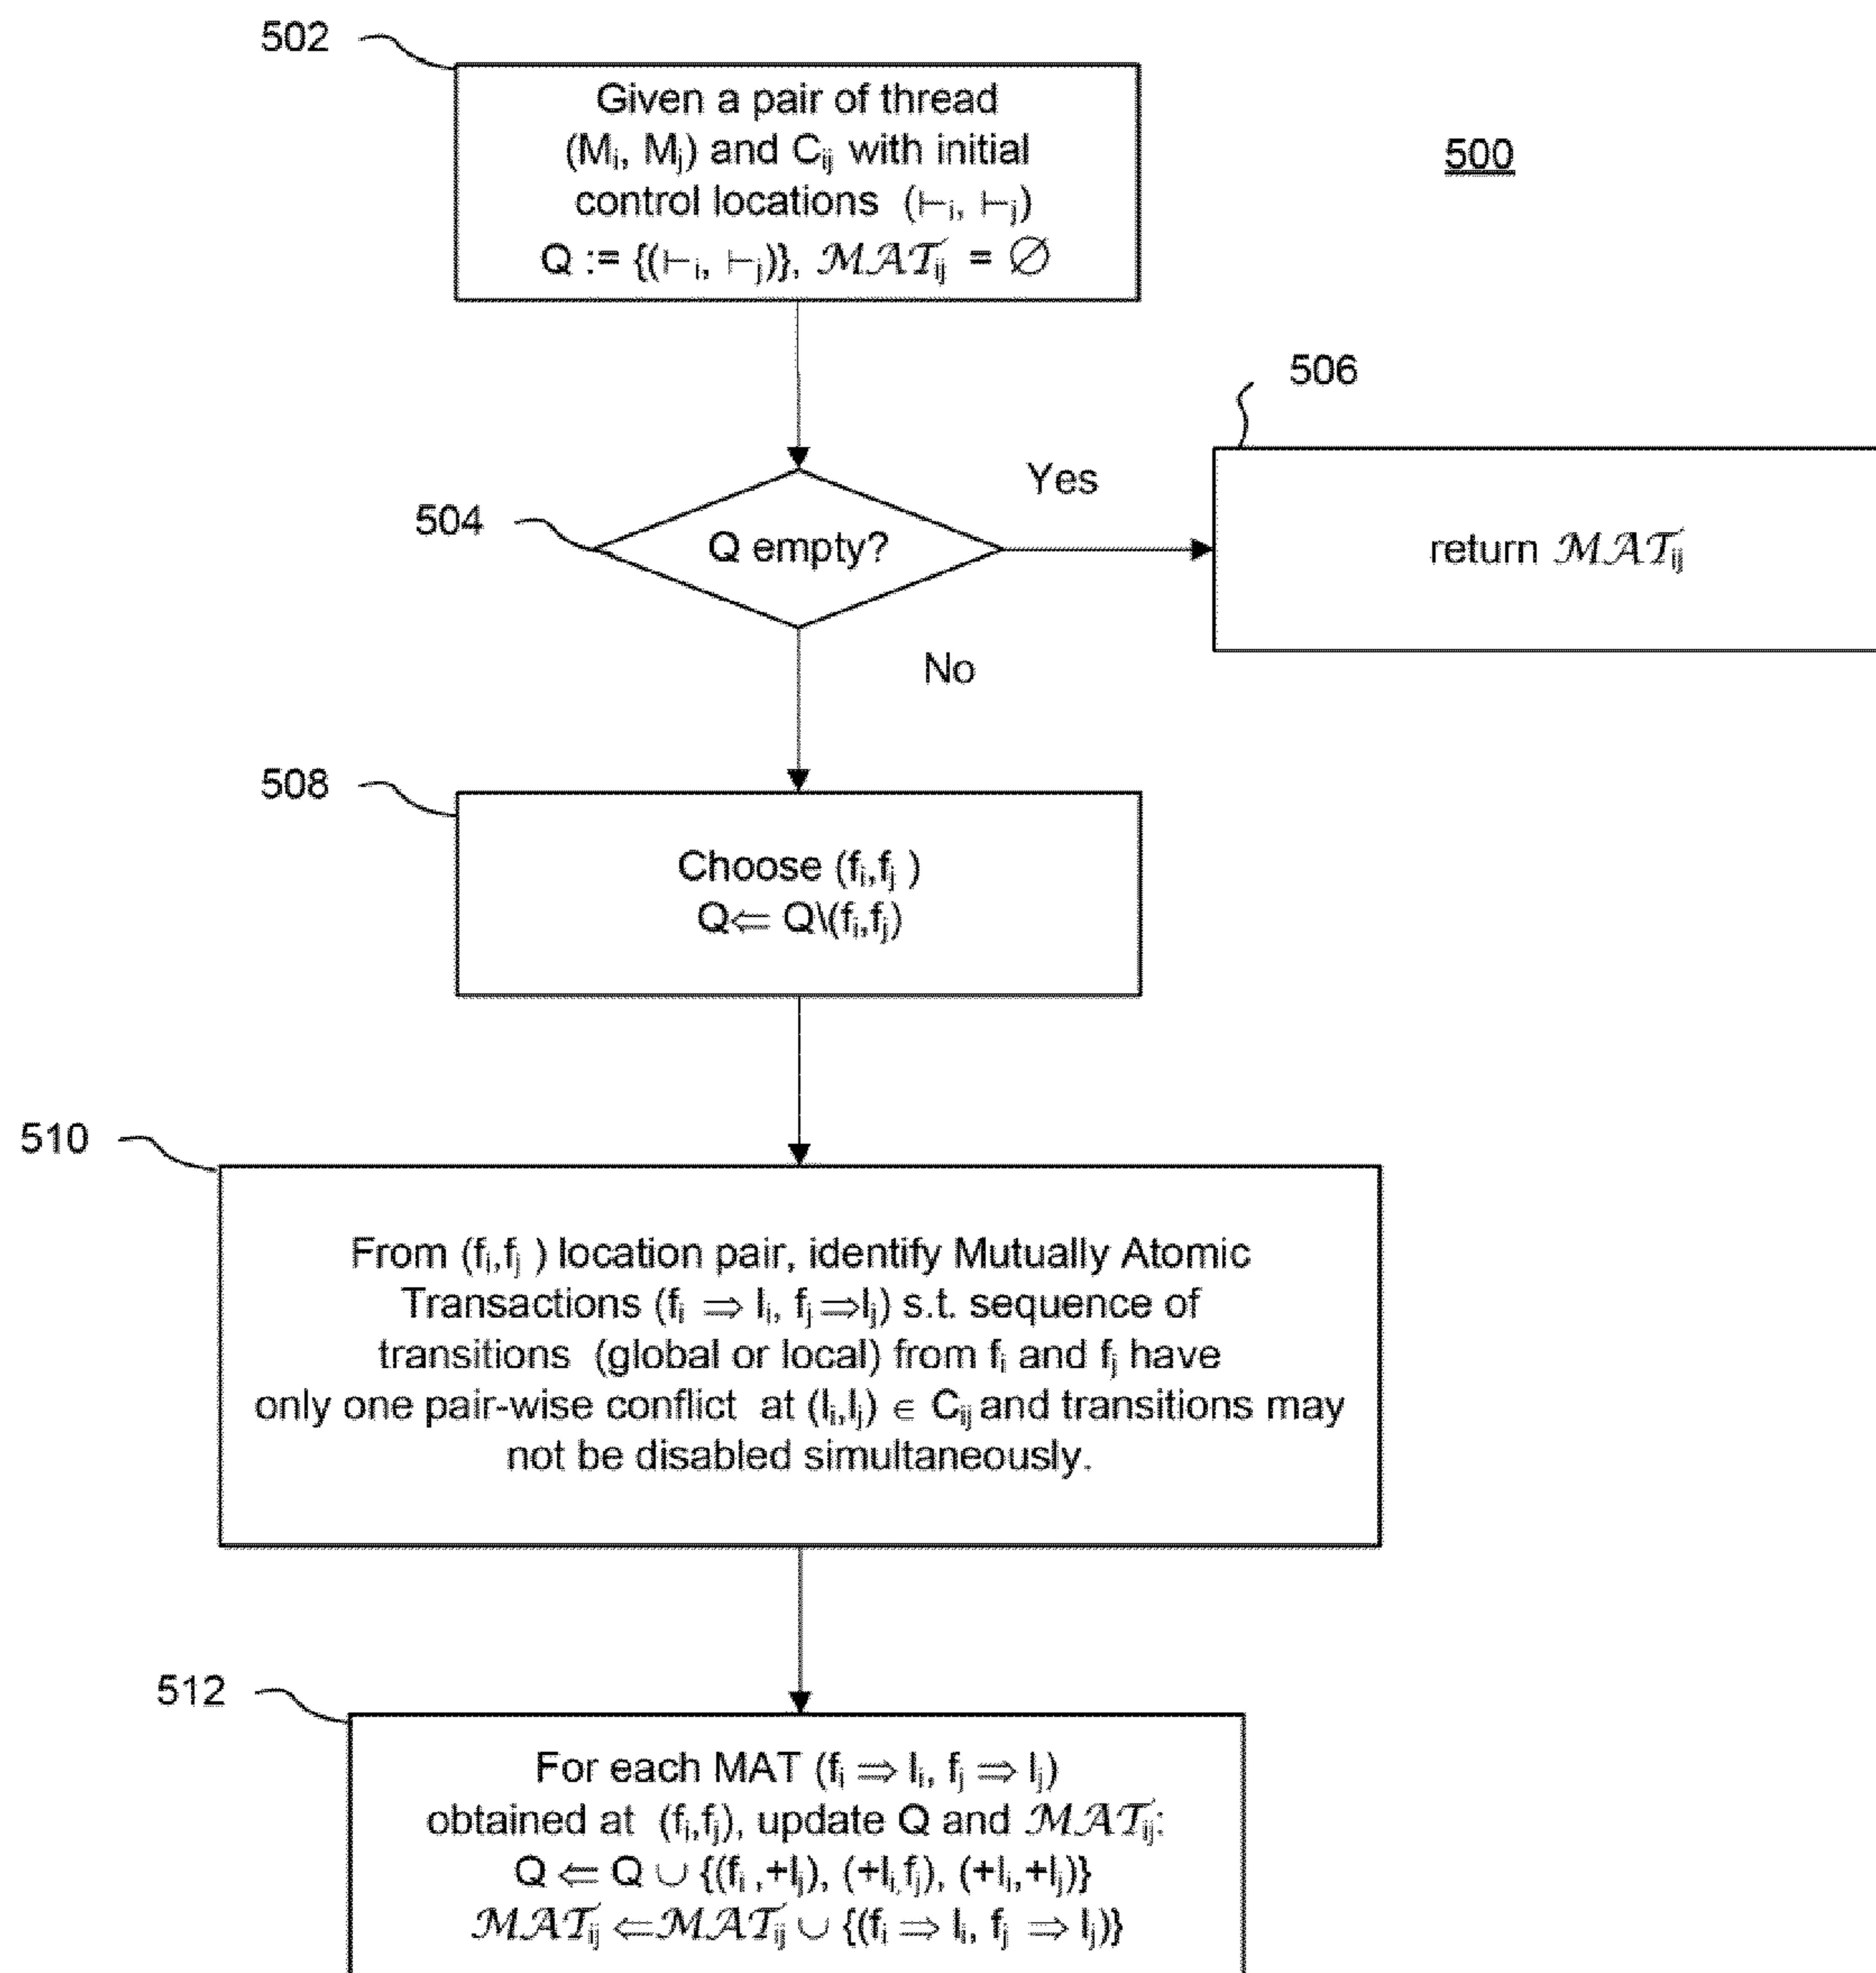 502
Given a pair of thread
(Mᵢ, Mⱼ) and Cᵢⱼ with initial
control locations (⊢ᵢ, ⊢ⱼ)
Q := {(⊢ᵢ, ⊢ⱼ)}, 𝓜𝓐𝓣ᵢⱼ = ∅
500
506
504
Q empty?
Yes
return 𝓜𝓐𝓣ᵢⱼ
No
508
Choose (fᵢ,fⱼ )
Q⇐ Q\(fᵢ,fⱼ)
510
From (fᵢ,fⱼ ) location pair, identify Mutually Atomic
Transactions (fᵢ ⇒ lᵢ, fⱼ⇒lⱼ) s.t. sequence of
transitions (global or local) from fᵢ and fⱼ have
only one pair-wise conflict at (lᵢ,lⱼ) ∈ Cᵢⱼ and transitions may
not be disabled simultaneously.
512
For each MAT (fᵢ ⇒ lᵢ, fⱼ ⇒ lⱼ)
obtained at (fᵢ,fⱼ), update Q and 𝓜𝓐𝓣ᵢⱼ:
Q ⇐ Q ∪ {(fᵢ ,+lⱼ), (+lᵢ,fⱼ), (+lᵢ,+lⱼ)}
𝓜𝓐𝓣ᵢⱼ ⇐𝓜𝓐𝓣ᵢⱼ ∪ {(fᵢ ⇒ lᵢ, fⱼ ⇒ lⱼ)}